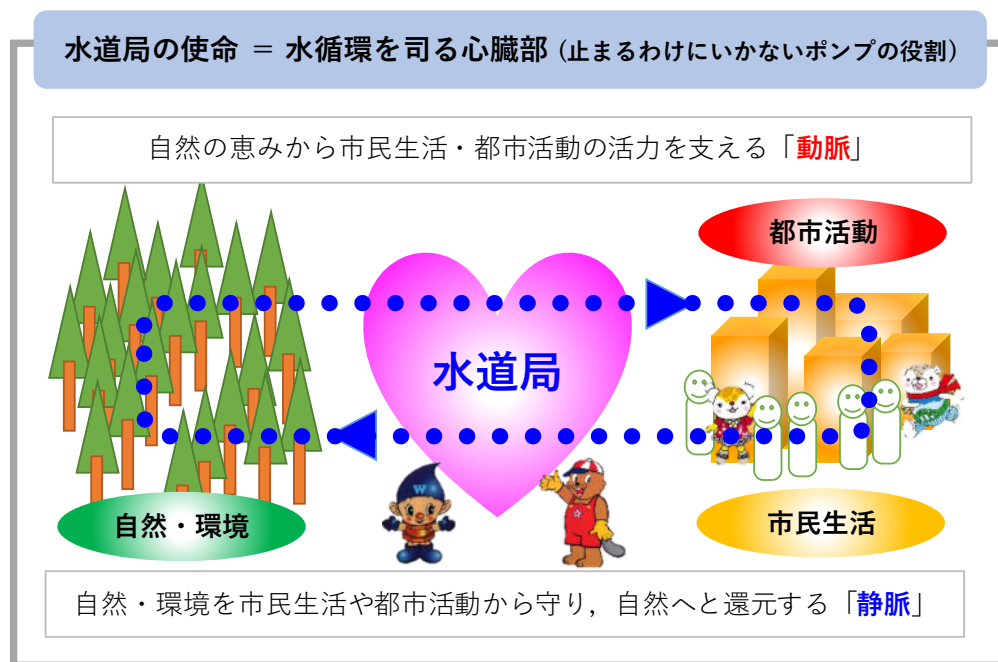 水道局の使命 ＝ 水循環を司る心臓部（止まるわけにいかないポンプの役割）
自然の恵みから市民生活・都市活動の活力を支える「動脈」
都市活動
水道局
W
自然・環境
市民生活
自然・環境を市民生活や都市活動から守り，自然へと還元する「静脈」